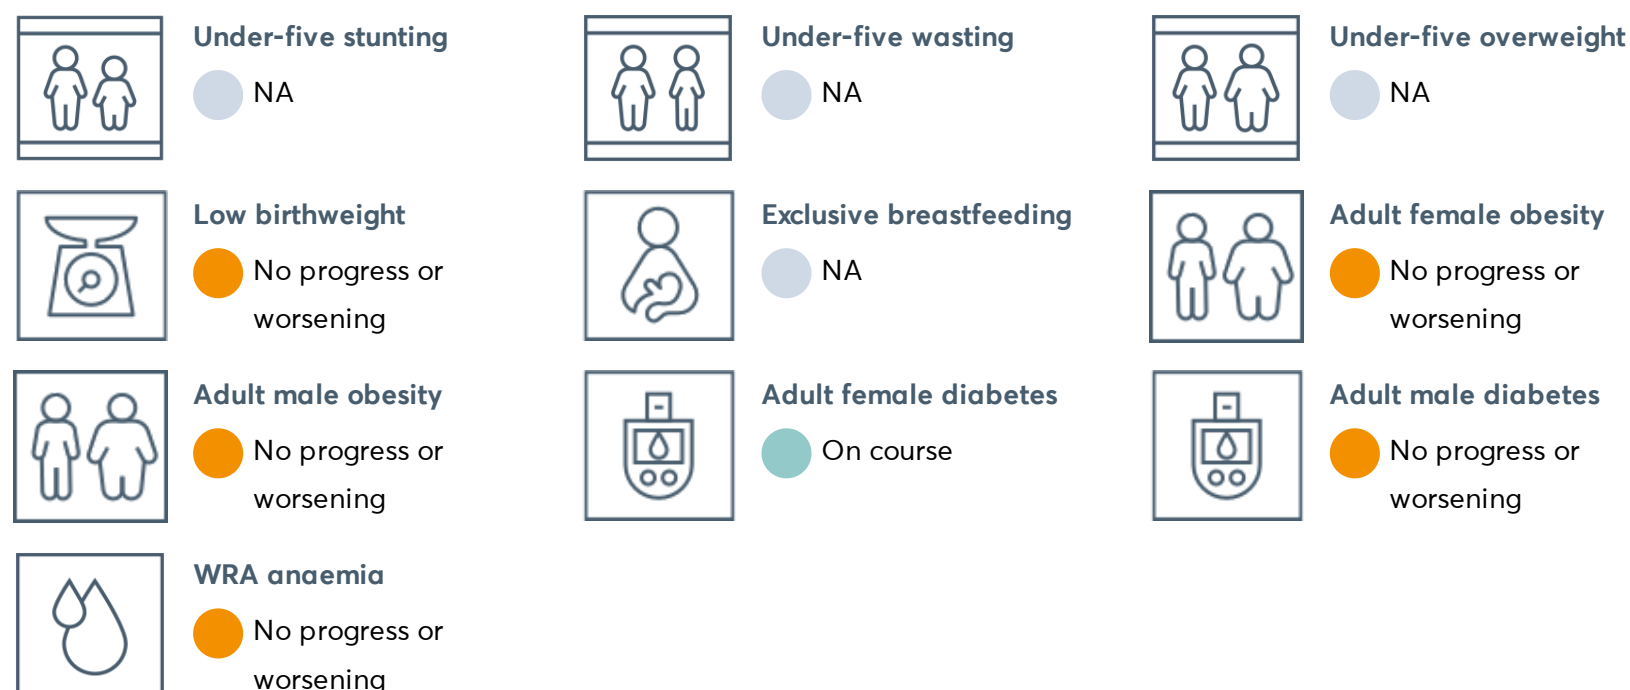 Under-five stunting
NA
Under-five wasting
NA
Under-five overweight
NA
Low birthweight
No progress or
worsening
Exclusive breastfeeding
NA
Adult female obesity
No progress or
worsening
Adult male obesity
No progress or
worsening
Adult female diabetes
On course
Adult male diabetes
No progress or
worsening
WRA anaemia
No progress or
worsening